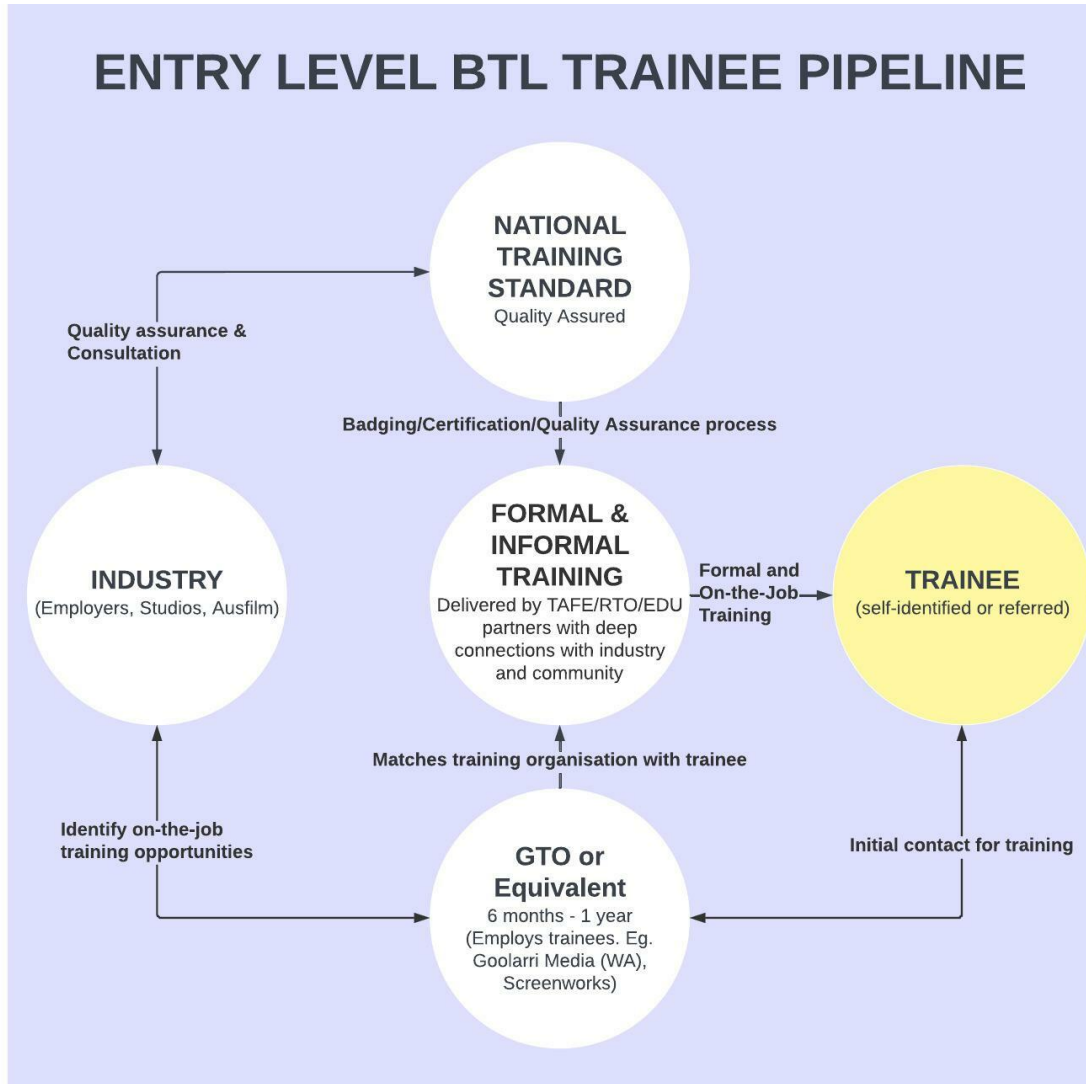 ENTRY LEVEL BTL TRAINEE PIPELINE
NATIONAL
TRAINING
STANDARD
Quality Assured
Quality assurance &
Consultation
Badging/Certification/Quality Assurance process
INDUSTRY
(Employers, Studios, Ausfilm)
FORMAL &
INFORMAL
TRAINING
Delivered by TAFE/RTO/EDU
partners with deep
connections with industry
and community
Formal and
On-the-Job
Training
TRAINEE
(self-identified or referred)
Matches training organisation with trainee
Identify on-the-job
training opportunities
GTO or
Equivalent
6 months - 1 year
(Employs trainees. Eg.
Goolarri Media (WA),
Screenworks)
Initial contact for training